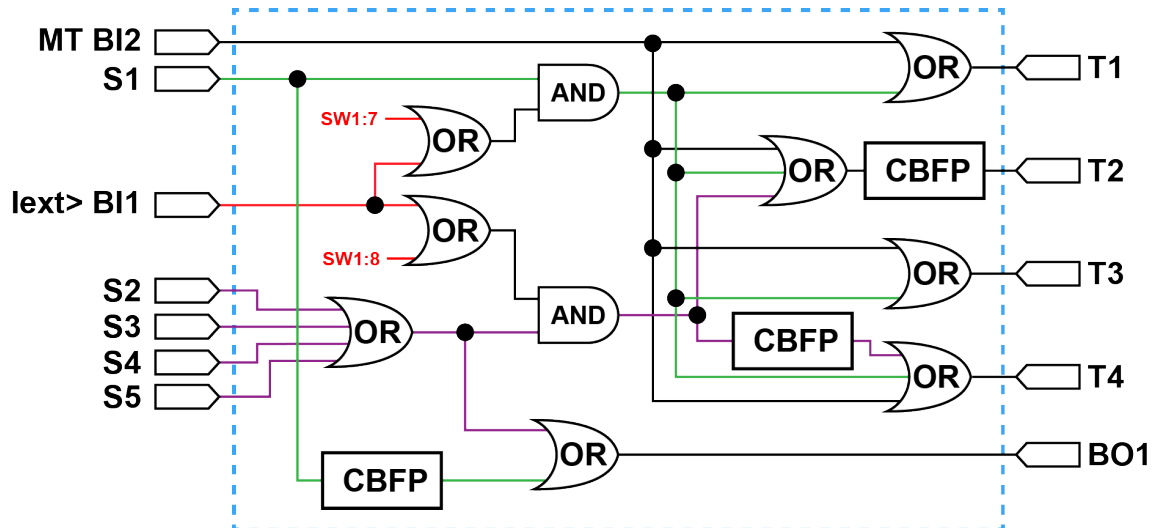 MT BI2
S1
Iext> BI1
S2
S3
S4
S5
SW1:7
OR
OR
SW1:8
OR
AND
AND
CBFP
OR
OR
OR
CBFP
OR
CBFP
OR
T1
T2
T3
T4
BO1